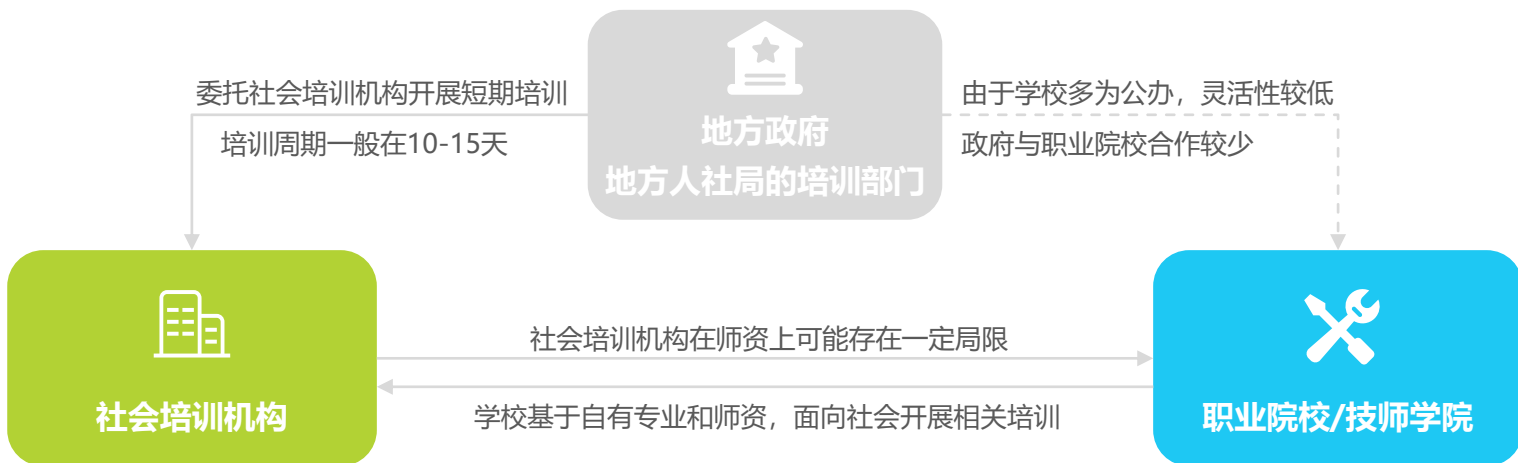 委托社会培训机构开展短期培训
培训周期一般在10-15天
地方政府
地方人社局的培训部门
由于学校多为公办，灵活性较低
政府与职业院校合作较少
社会培训机构
社会培训机构在师资上可能存在一定局限
学校基于自有专业和师资，面向社会开展相关培训
职业院校/技师学院